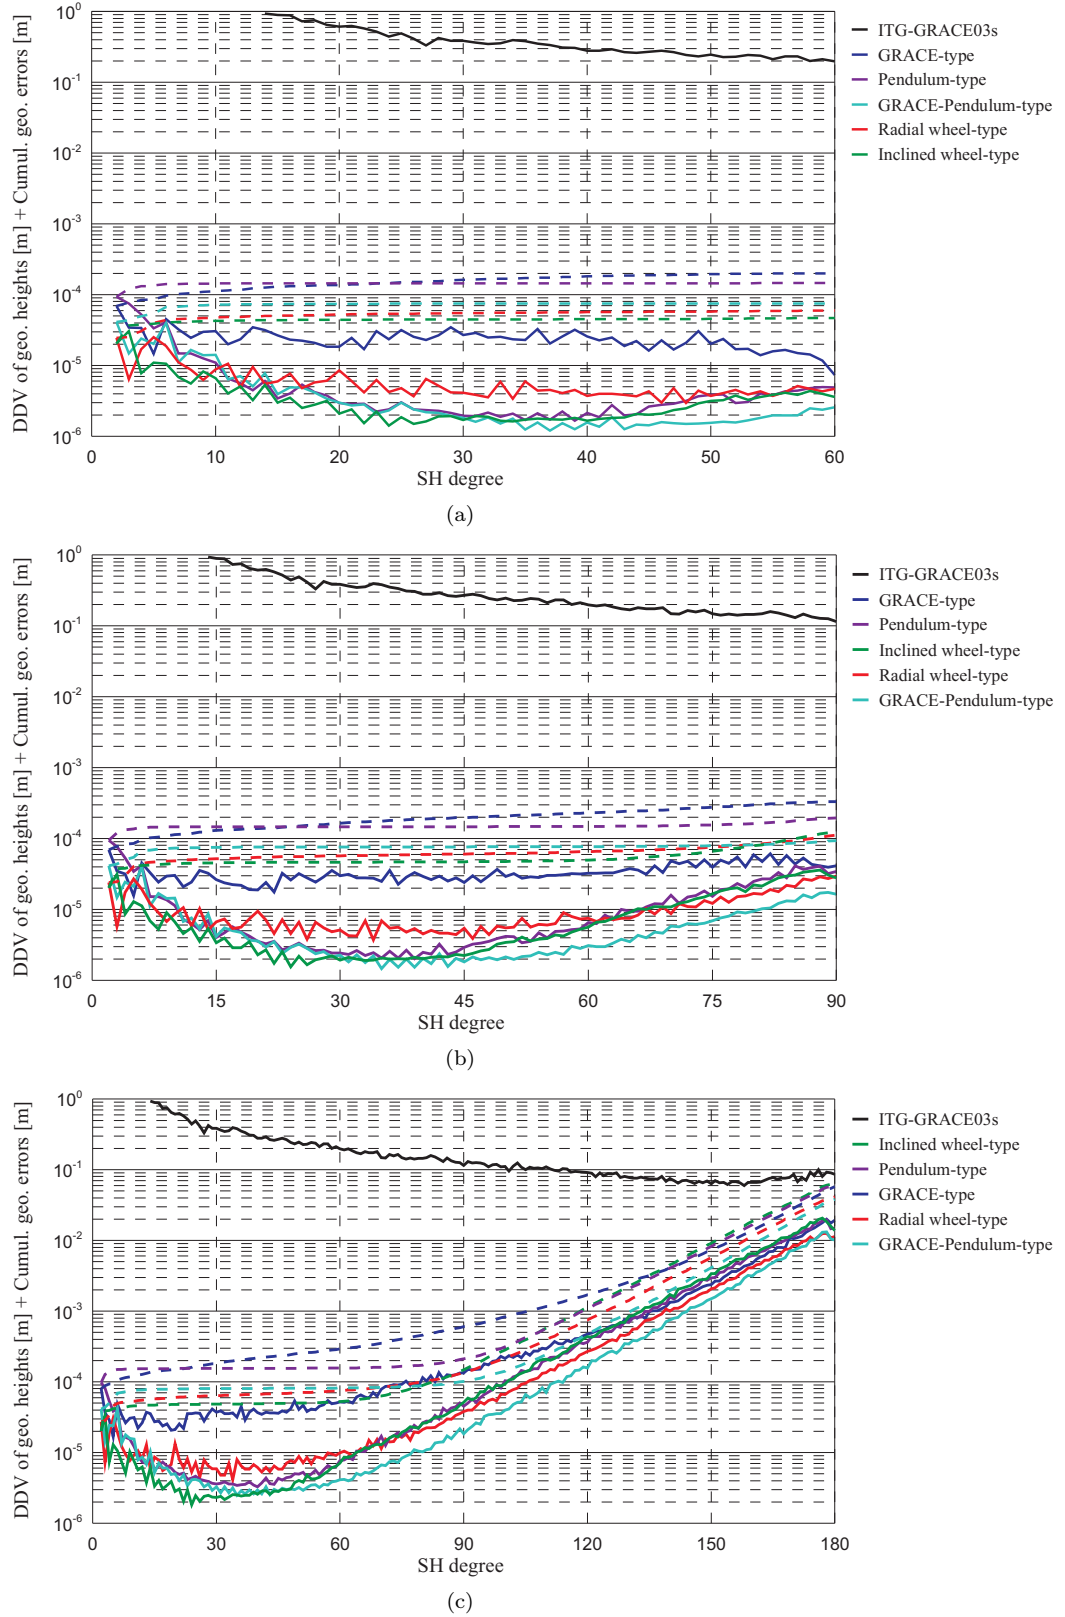 DDV of geo. heights [m] + Cumul. geo. errors [m]
10^0
10^-1
10^-2
10^-3
10^-4
10^-5
10^-6
0 10 20 30 40 50 60
SH degree
ITG-GRACE03s
GRACE-type
Pendulum-type
GRACE-Pendulum-type
Radial wheel-type
Inclined wheel-type
(a)
DDV of geo. heights [m] + Cumul. geo. errors [m]
10^0
10^-1
10^-2
10^-3
10^-4
10^-5
10^-6
0 15 30 45 60 75 90
SH degree
ITG-GRACE03s
GRACE-type
Pendulum-type
Inclined wheel-type
Radial wheel-type
GRACE-Pendulum-type
(b)
DDV of geo. heights [m] + Cumul. geo. errors [m]
10^0
10^-1
10^-2
10^-3
10^-4
10^-5
10^-6
0 30 60 90 120 150 180
SH degree
ITG-GRACE03s
Inclined wheel-type
Pendulum-type
GRACE-type
Radial wheel-type
GRACE-Pendulum-type
(c)